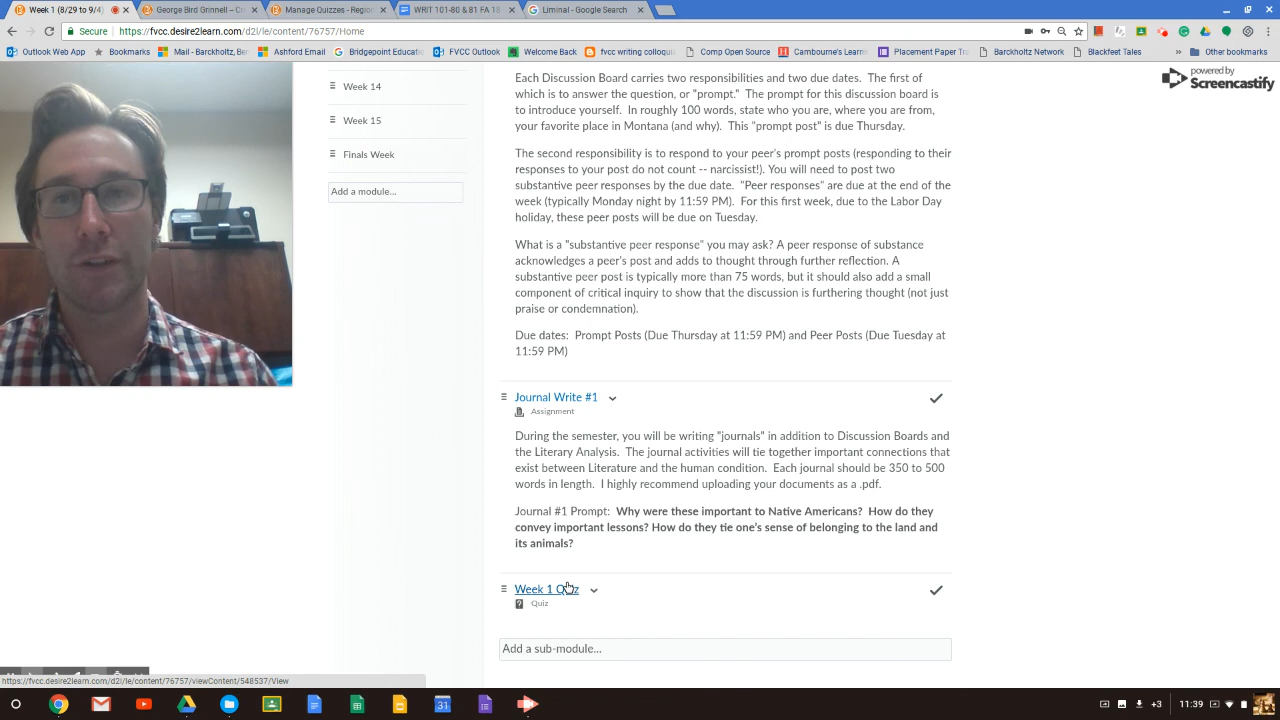 Week 1 (8/29 to 9/4)
George Bird Grinnell – Cr
Manage Quizzes - Region
WRIT 101-80 & 81 FA 18
Liminal - Google Search
Secure
https://fvcc.desire2learn.com/d2l/le/content/76757/Home
Outlook Web App
Bookmarks
Mail - Barckholtz, Be
Ashford Email
Bridgepoint Educati
FVCC Outlook
Welcome Back
fvcc writing colloqui
Comp Open Source
Cambourne's Learn
Placement Paper Tr
Barckholtz Network
Blackfeet Tales
»
Other bookmarks
powered by
Screencastify
Week 14
Week 15
Finals Week
Add a module...
Each Discussion Board carries two responsibilities and two due dates. The first of
which is to answer the question, or "prompt." The prompt for this discussion board is
to introduce yourself. In roughly 100 words, state who you are, where you are from,
your favorite place in Montana (and why). This "prompt post" is due Thursday.
The second responsibility is to respond to your peer's prompt posts (responding to their
responses to your post do not count -- narcissist!). You will need to post two
substantive peer responses by the due date. "Peer responses" are due at the end of the
week (typically Monday night by 11:59 PM). For this first week, due to the Labor Day
holiday, these peer posts will be due on Tuesday.
What is a "substantive peer response" you may ask? A peer response of substance
acknowledges a peer's post and adds to thought through further reflection. A
substantive peer post is typically more than 75 words, but it should also add a small
component of critical inquiry to show that the discussion is furthering thought (not just
praise or condemnation).
Due dates: Prompt Posts (Due Thursday at 11:59 PM) and Peer Posts (Due Tuesday at
11:59 PM)
Journal Write #1
Assignment
During the semester, you will be writing "journals" in addition to Discussion Boards and
the Literary Analysis. The journal activities will tie together important connections that
exist between Literature and the human condition. Each journal should be 350 to 500
words in length. I highly recommend uploading your documents as a .pdf.
Journal #1 Prompt: Why were these important to Native Americans? How do they
convey important lessons? How do they tie one's sense of belonging to the land and
its animals?
Week 1 Quiz
Quiz
Add a sub-module...
https://fvcc.desire2learn.com/d2l/le/content/76757/viewContent/548537/View
+3
11:39